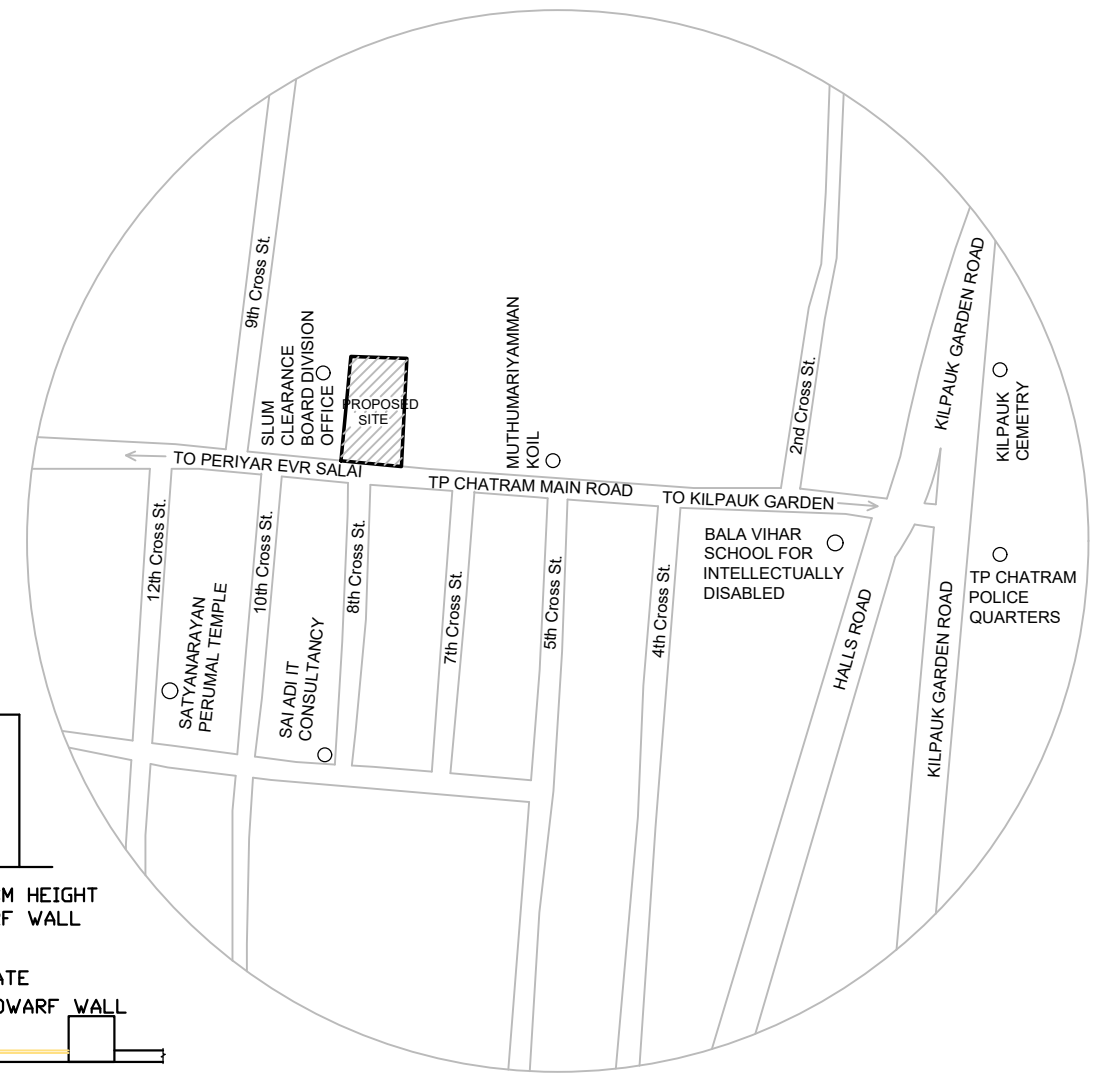 9th Cross St.
SLUM
CLEARANCE
BOARD DIVISION
OFFICE
PROPOSED
SITE
MUTHUMARIYAMMAN
KOIL
2nd Cross St.
KILPAUK GARDEN ROAD
KILPAUK
CEMETRY
TO PERIYAR EVR SALAI
TP CHATRAM MAIN ROAD
TO KILPAUK GARDEN
12th Cross St.
10th Cross St.
8th Cross St.
7th Cross St.
5th Cross St.
4th Cross St.
BALA VIHAR
SCHOOL FOR
INTELLECTUALLY
DISABLED
HALLS ROAD
KILPAUK GARDEN ROAD
TP CHATRAM
POLICE
QUARTERS
SATYANARAYAN
PERUMAL TEMPLE
SAI ADI IT
CONSULTANCY
M HEIGHT
WALL
DWARF WALL